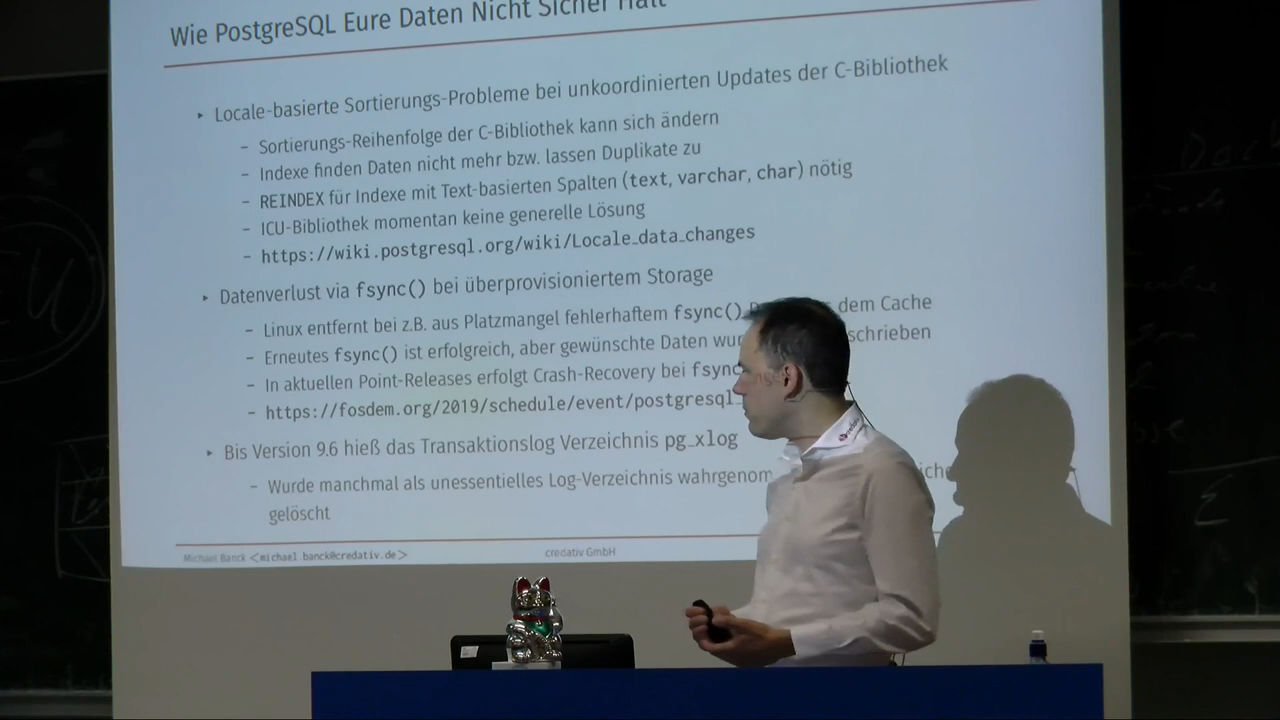 Wie PostgreSQL Eure Daten Nicht Sicher Hält
▸ Locale-basierte Sortierungs-Probleme bei unkoordinierten Updates der C-Bibliothek
– Sortierungs-Reihenfolge der C-Bibliothek kann sich ändern
– Indexe finden Daten nicht mehr bzw. lassen Duplikate zu
– REINDEX für Indexe mit Text-basierten Spalten (text, varchar, char) nötig
– ICU-Bibliothek momentan keine generelle Lösung
– https://wiki.postgresql.org/wiki/Locale_data_changes
▸ Datenverlust via fsync() bei überprovisioniertem Storage
– Linux entfernt bei z.B. aus Platzmangel fehlerhaftem fsync() dem Cache
– Erneutes fsync() ist erfolgreich, aber gewünschte Daten schrieben
– In aktuellen Point-Releases erfolgt Crash-Recovery bei fsync
– https://fosdem.org/2019/schedule/event/postgresql_
▸ Bis Version 9.6 hieß das Transaktionslog Verzeichnis pg_xlog
– Wurde manchmal als unessentielles Log-Verzeichnis wahrgenom
gelöscht
Michael Banck <michael.banck@credativ.de> credativ GmbH